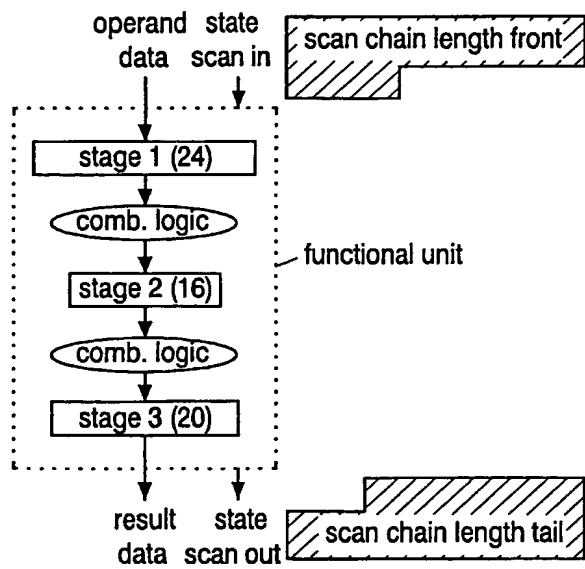 operand state
data scan in
scan chain length front
stage 1 (24)
comb. logic
functional unit
stage 2 (16)
comb. logic
stage 3 (20)
result state
data scan out
scan chain length tail